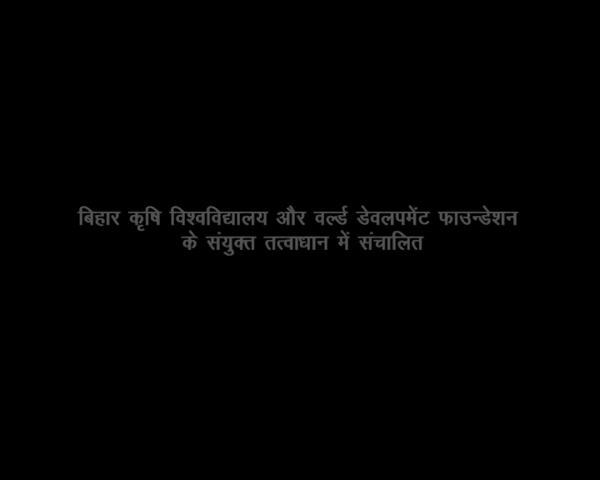 बिहार कृषि विश्वविद्यालय और वर्ल्ड डेवलपमेंट फाउन्डेशन
के संयुक्त तत्वाधान में संचालित